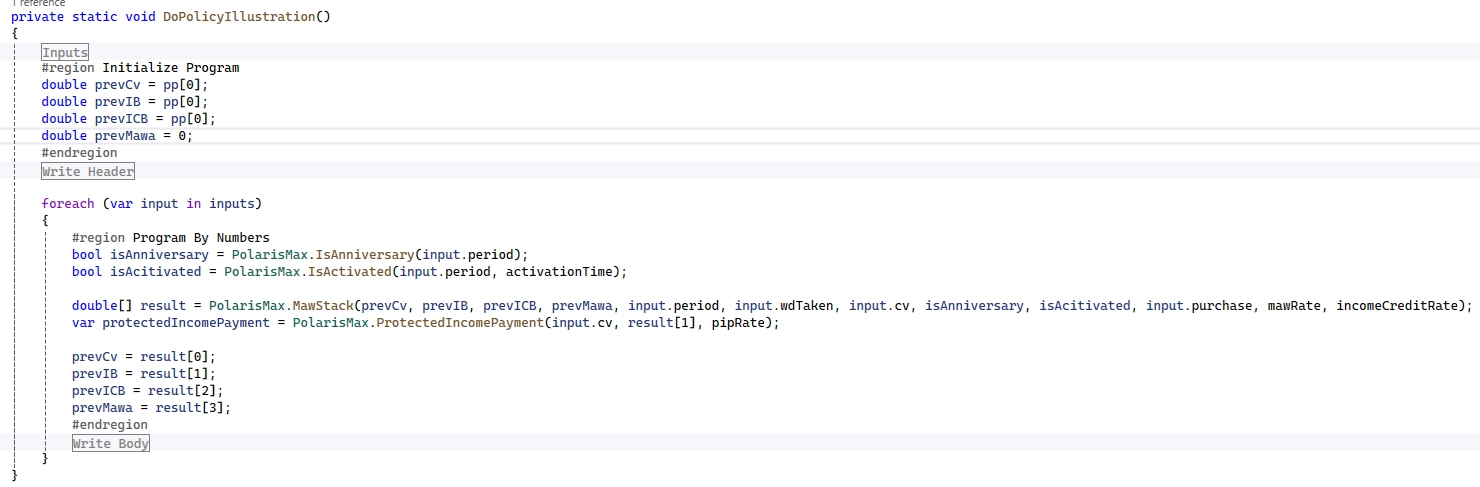 1 reference
private static void DoPolicyIllustration()
{
Inputs
#region Initialize Program
double prevCv = pp[0];
double prevIB = pp[0];
double prevICB = pp[0];
double prevMawa = 0;
#endregion
Write Header
foreach (var input in inputs)
{
#region Program By Numbers
bool isAnniversary = PolarisMax.IsAnniversary(input.period);
bool isAcitivated = PolarisMax.IsActivated(input.period, activationTime);
double[] result = PolarisMax.MawStack(prevCv, prevIB, prevICB, prevMawa, input.period, input.wdTaken, input.cv, isAnniversary, isAcitivated, input.purchase, mawRate, incomeCreditRate);
var protectedIncomePayment = PolarisMax.ProtectedIncomePayment(input.cv, result[1], pipRate);
prevCv = result[0];
prevIB = result[1];
prevICB = result[2];
prevMawa = result[3];
#endregion
Write Body
}
}